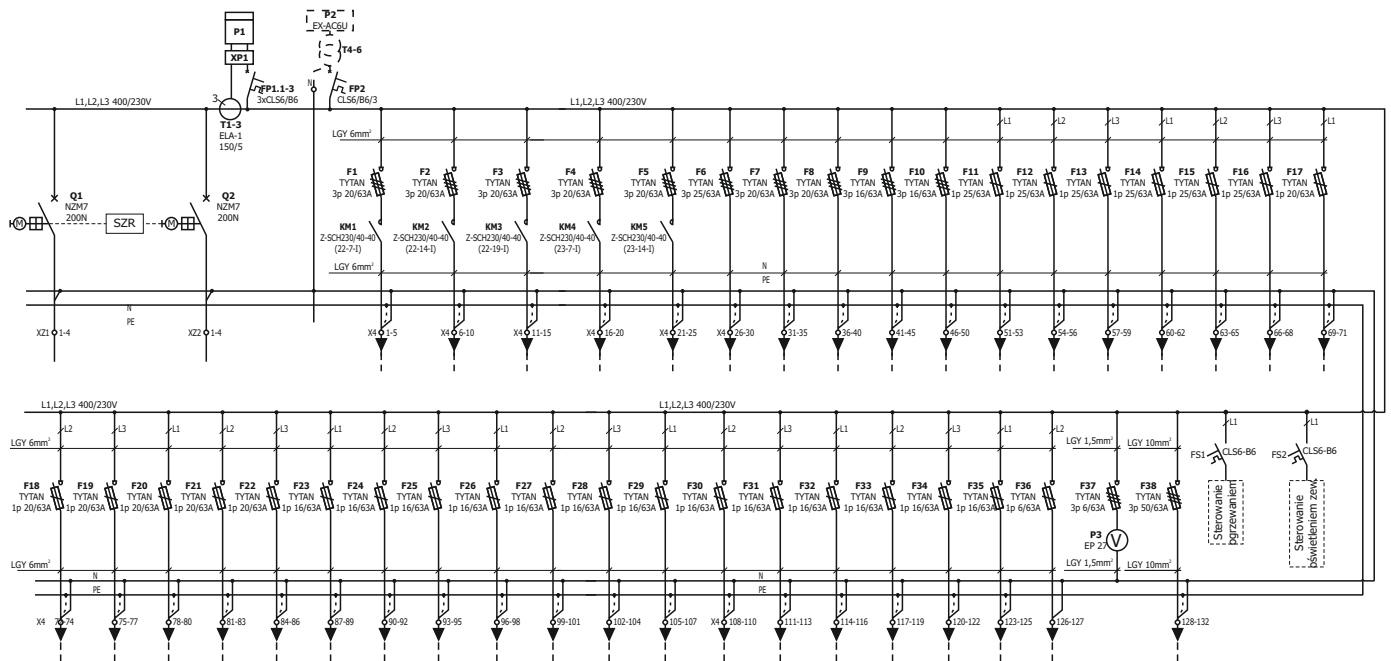 P1
XP1
P2
EX-AC6U
T4-6
N
3
FP1.1-3
3xCLS6/B6
FP2
CLS6/B6/3
L1,L2,L3 400/230V
T1-3
ELA-1
150/5
L1,L2,L3 400/230V
L1
L2
L3
L1
L2
L3
L1
LGY 6mm²
F1
TYTAN
3p 20/63A
F2
TYTAN
3p 20/63A
F3
TYTAN
3p 20/63A
F4
TYTAN
3p 20/63A
F5
TYTAN
3p 20/63A
F6
TYTAN
3p 25/63A
F7
TYTAN
3p 20/63A
F8
TYTAN
3p 20/63A
F9
TYTAN
3p 16/63A
F10
TYTAN
3p 16/63A
F11
TYTAN
1p 25/63A
F12
TYTAN
1p 25/63A
F13
TYTAN
1p 25/63A
F14
TYTAN
1p 25/63A
F15
TYTAN
1p 25/63A
F16
TYTAN
1p 25/63A
F17
TYTAN
1p 20/63A
Q1
NZM7
200N
M
SZR
M
Q2
NZM7
200N
KM1
Z-SCH230/40-40
(22-7-I)
KM2
Z-SCH230/40-40
(22-14-I)
KM3
Z-SCH230/40-40
(22-19-I)
KM4
Z-SCH230/40-40
(23-7-I)
KM5
Z-SCH230/40-40
(23-14-I)
LGY 6mm²
N
PE
N
PE
XZ1 1-4
XZ2 1-4
X4 1-5
X4 6-10
X4 11-15
X4 16-20
X4 21-25
X4 26-30
31-35
36-40
41-45
46-50
51-53
54-56
57-59
60-62
63-65
66-68
69-71
L1,L2,L3 400/230V
L1,L2,L3 400/230V
L2
L3
L1
L2
L3
L1
L2
L3
L1
L2
L3
L1
L2
L3
L1
L2
L3
L1
L2
L1
L1
LGY 6mm²
LGY 1,5mm²
LGY 10mm²
FS1
CLS6-B6
FS2
CLS6-B6
F18
TYTAN
1p 20/63A
F19
TYTAN
1p 20/63A
F20
TYTAN
1p 20/63A
F21
TYTAN
1p 20/63A
F22
TYTAN
1p 20/63A
F23
TYTAN
1p 16/63A
F24
TYTAN
1p 16/63A
F25
TYTAN
1p 16/63A
F26
TYTAN
1p 16/63A
F27
TYTAN
1p 16/63A
F28
TYTAN
1p 16/63A
F29
TYTAN
1p 16/63A
F30
TYTAN
1p 16/63A
F31
TYTAN
1p 16/63A
F32
TYTAN
1p 16/63A
F33
TYTAN
1p 16/63A
F34
TYTAN
1p 16/63A
F35
TYTAN
1p 16/63A
F36
TYTAN
1p 6/63A
F37
TYTAN
3p 6/63A
F38
TYTAN
3p 50/63A
Sterowanie
ogrzewaniem
Sterowanie
oświetleniem zew.
P3
EP 27
V
LGY 6mm²
LGY 1,5mm²
LGY 10mm²
N
PE
N
PE
X4
75-77
78-80
81-83
84-86
87-89
90-92
93-95
96-98
99-101
102-104
105-107
X4 108-110
111-113
114-116
117-119
120-122
123-125
126-127
128-132